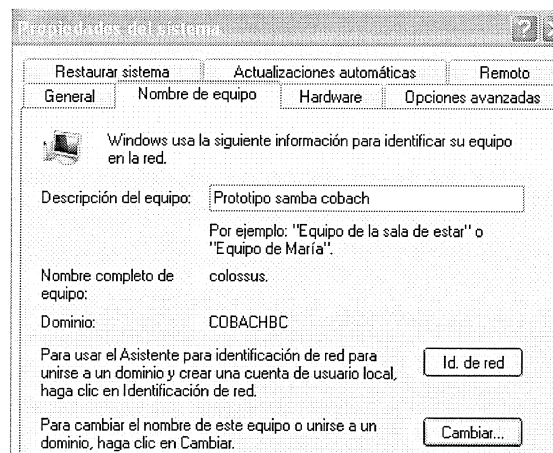 Propiedades del sistema
Restaurar sistema Actualizaciones automáticas Remoto
General Nombre de equipo Hardware Opciones avanzadas
Windows usa la siguiente información para identificar su equipo
en la red.
Descripción del equipo: Prototipo samba cobach
Por ejemplo: "Equipo de la sala de estar" o
"Equipo de María".
Nombre completo de colossus.
equipo:
Dominio: COBACHBC
Para usar el Asistente para identificación de red para
unirse a un dominio y crear una cuenta de usuario local,
haga clic en Identificación de red.
Id. de red
Para cambiar el nombre de este equipo o unirse a un
dominio, haga clic en Cambiar.
Cambiar...